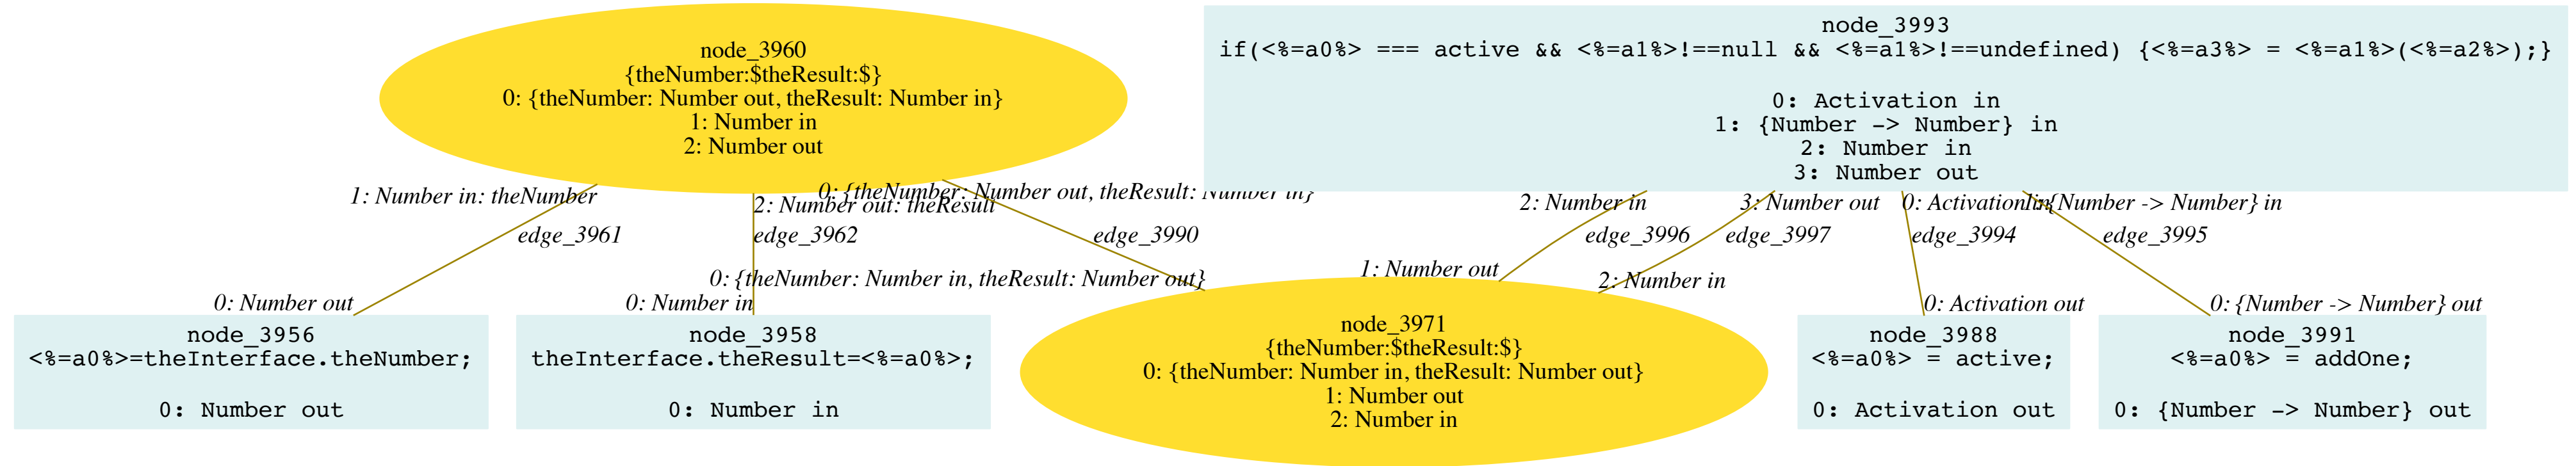 node_3960
{theNumber:$theResult:$}
0: {theNumber: Number out, theResult: Number in}
1: Number in
2: Number out
node_3993
if(<%=a0%> === active && <%=a1%>!==null && <%=a1%>!==undefined) {<%=a3%> = <%=a1%>(<%=a2%>);}
0: Activation in
1: {Number -> Number} in
2: Number in
3: Number out
1: Number in: theNumber
2: Number out: theResult
0: {theNumber: Number out, theResult: Number in}
2: Number in
3: Number out
0: Activation in
1: {Number -> Number} in
edge_3961
edge_3962
edge_3990
edge_3996
edge_3997
edge_3994
edge_3995
0: Number out
0: Number in
0: {theNumber: Number in, theResult: Number out}
1: Number out
2: Number in
0: Activation out
0: {Number -> Number} out
node_3956
<%=a0%>=theInterface.theNumber;
0: Number out
node_3958
theInterface.theResult=<%=a0%>;
0: Number in
node_3971
{theNumber:$theResult:$}
0: {theNumber: Number in, theResult: Number out}
1: Number out
2: Number in
node_3988
<%=a0%> = active;
0: Activation out
node_3991
<%=a0%> = addOne;
0: {Number -> Number} out